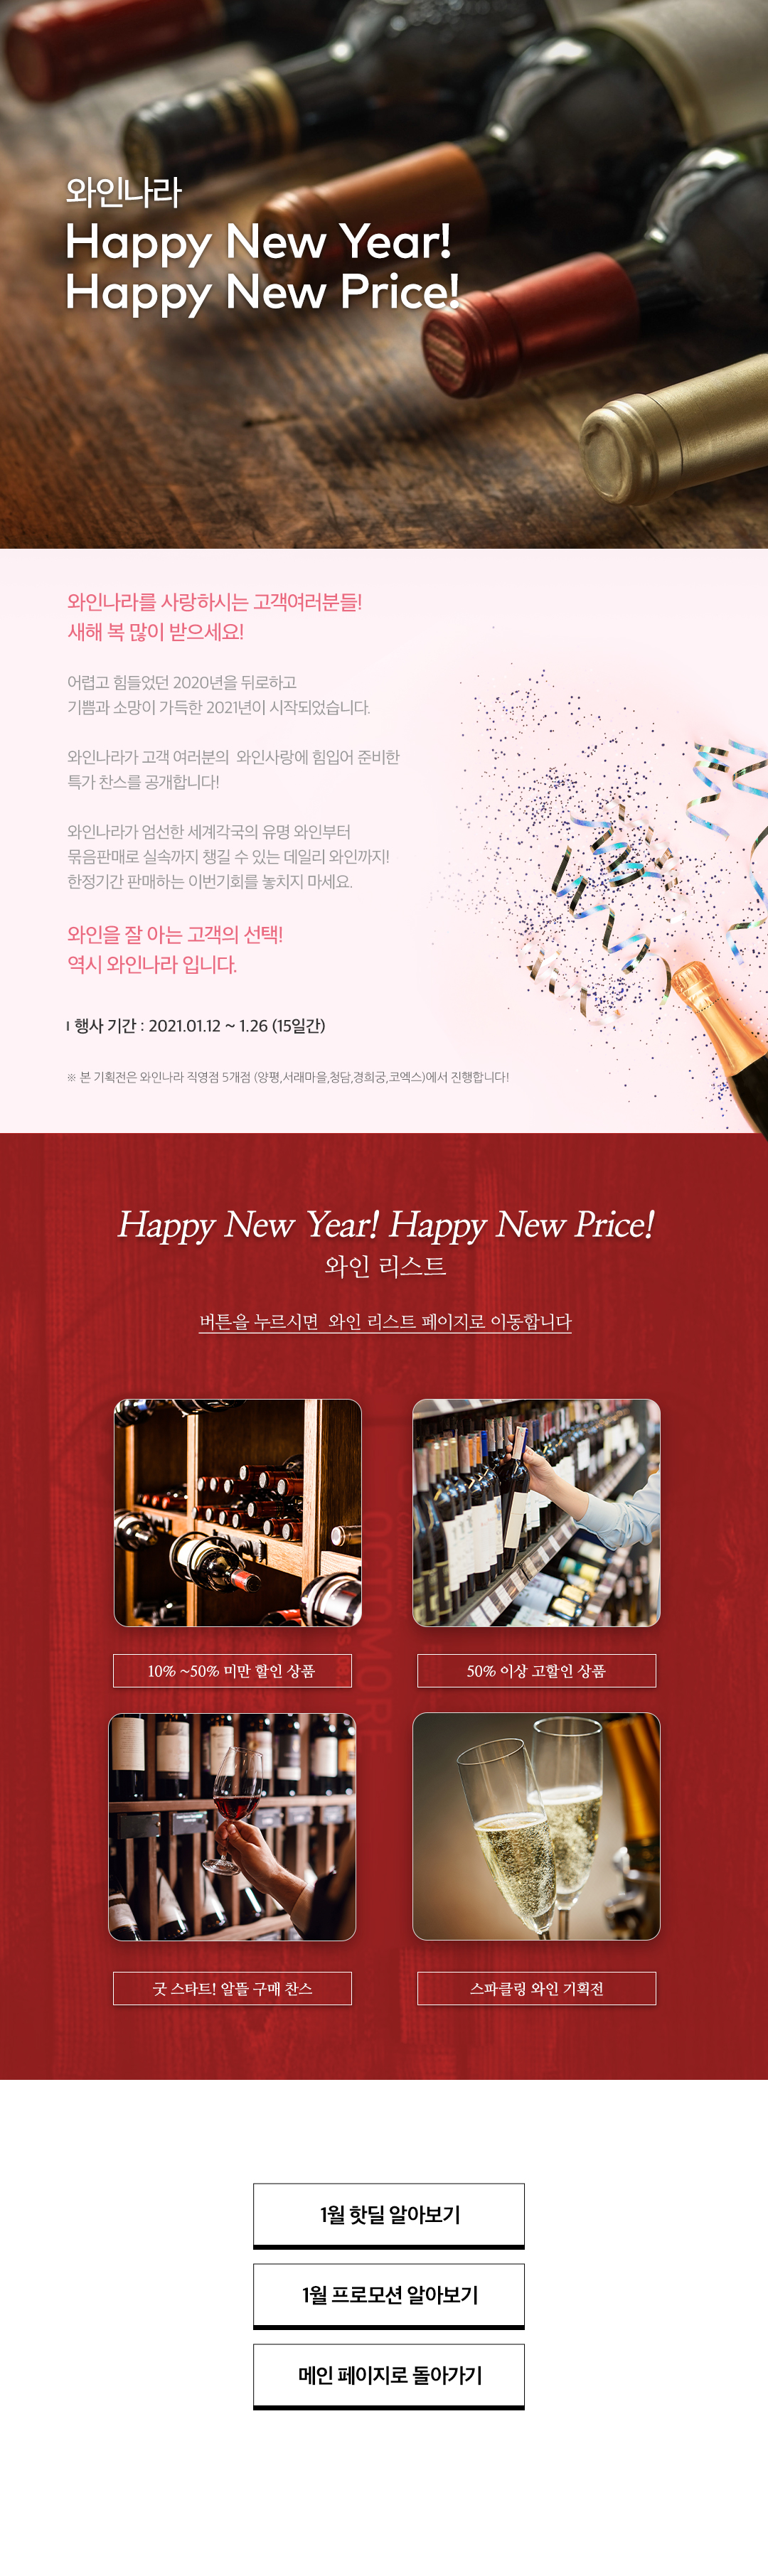 와인나라
Happy New Year!
Happy New Price!
와인나라를 사랑하시는 고객여러분들!
새해 복 많이 받으세요!
어렵고 힘들었던 2020년을 뒤로하고
기쁨과 소망이 가득한 2021년이 시작되었습니다.
와인나라가 고객 여러분의 와인사랑에 힘입어 준비한
특가 찬스를 공개합니다!
와인나라가 엄선한 세계각국의 유명 와인부터
묶음판매로 실속까지 챙길 수 있는 데일리 와인까지!
한정기간 판매하는 이번기회를 놓치지 마세요.
와인을 잘 아는 고객의 선택!
역시 와인나라 입니다.
I 행사 기간 : 2021.01.12 ~ 1.26 (15일간)
※ 본 기획전은 와인나라 직영점 5개점 (양평,서래마을,청담,경희궁,코엑스)에서 진행합니다!
Happy New Year! Happy New Price!
와인 리스트
버튼을 누르시면 와인 리스트 페이지로 이동합니다
OCTOMORE
10% ~50% 미만 할인 상품
50% 이상 고할인 상품
굿 스타트! 알뜰 구매 찬스
스파클링 와인 기획전
1월 핫딜 알아보기
1월 프로모션 알아보기
메인 페이지로 돌아가기